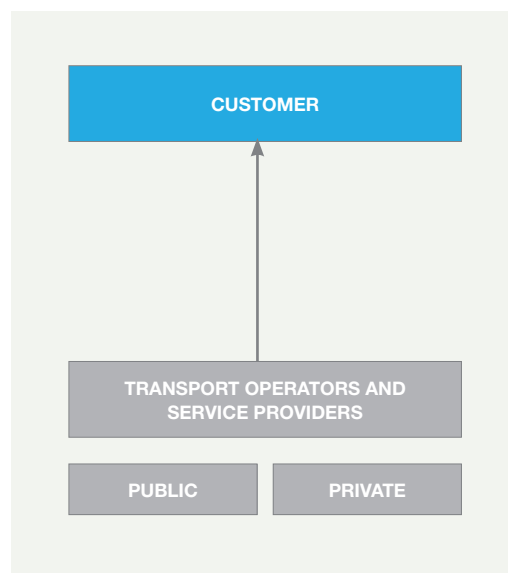 CUSTOMER
TRANSPORT OPERATORS AND
SERVICE PROVIDERS
PUBLIC
PRIVATE